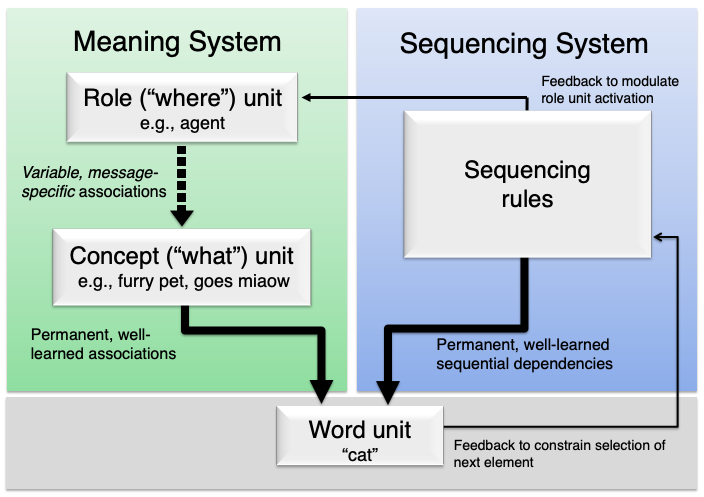 Meaning System
Role (“where”) unit
e.g., agent
Variable, message-
specific associations
Concept (“what”) unit
e.g., furry pet, goes miaow
Permanent, well-
learned associations
Sequencing System
Feedback to modulate
role unit activation
Sequencing
rules
Permanent, well-learned
sequential dependencies
Word unit
“cat”
Feedback to constrain selection of
next element